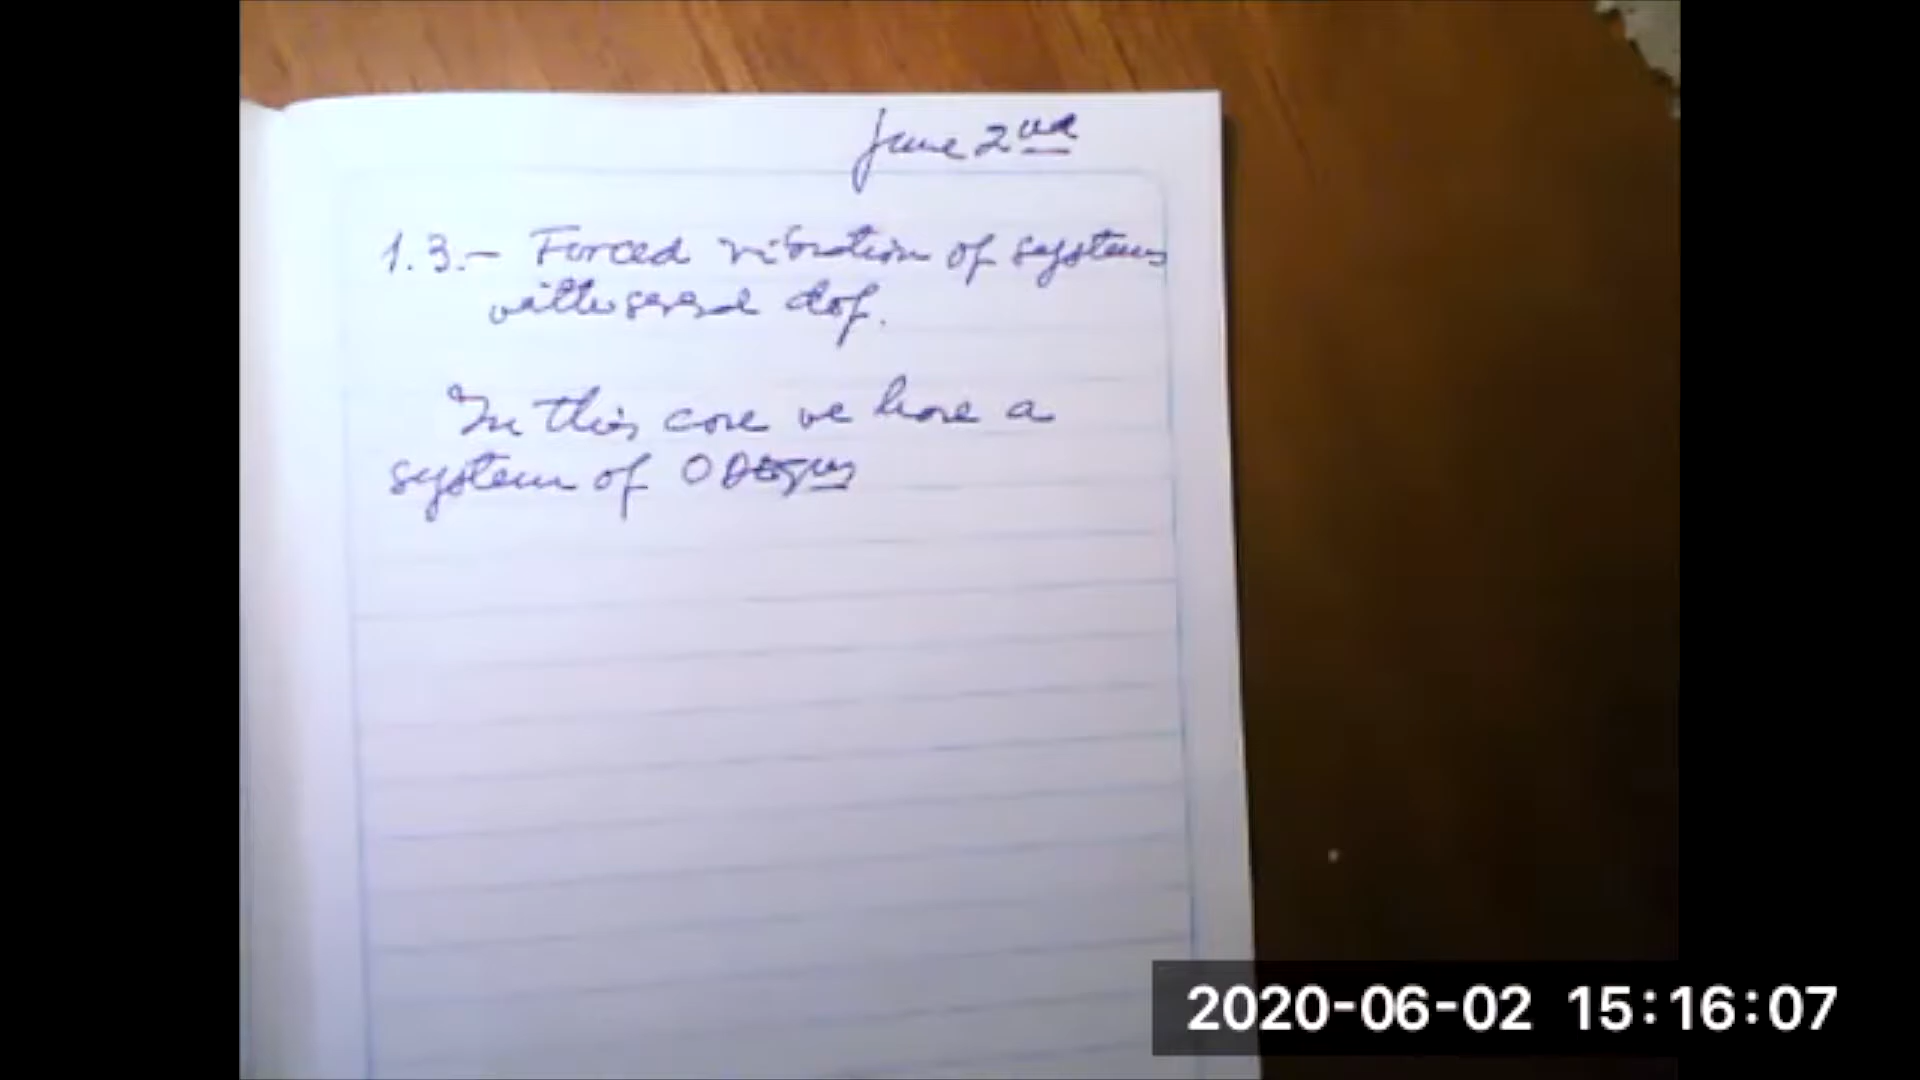 June 2nd
1.3.- Forced vibration of systems
with several dof.
In this case we have a
system of ODEqus
2020-06-02 15:16:07